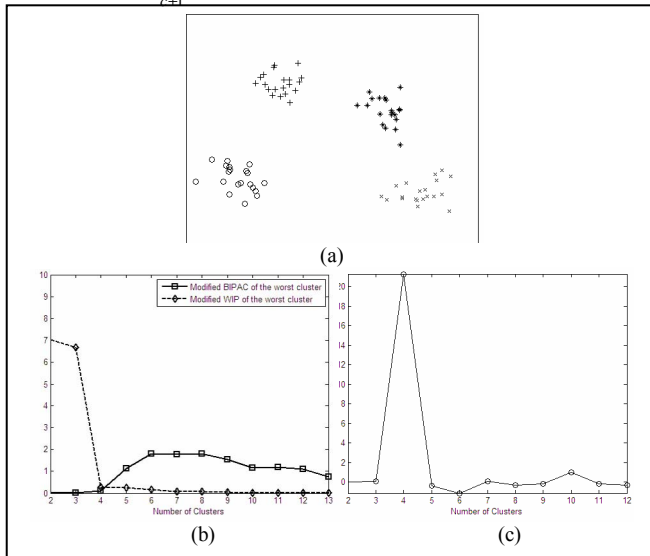 c+1
(a)
10
9
8
7
6
5
4
3
2
1
0
Modified BIPAC of the worst cluster
Modified WIP of the worst cluster
2 3 4 5 6 7 8 9 10 11 12 13
Number of Clusters
(b)
20
18
16
14
12
10
8
6
4
2
0
2 3 4 5 6 7 8 9 10 11 12
Number of Clusters
(c)